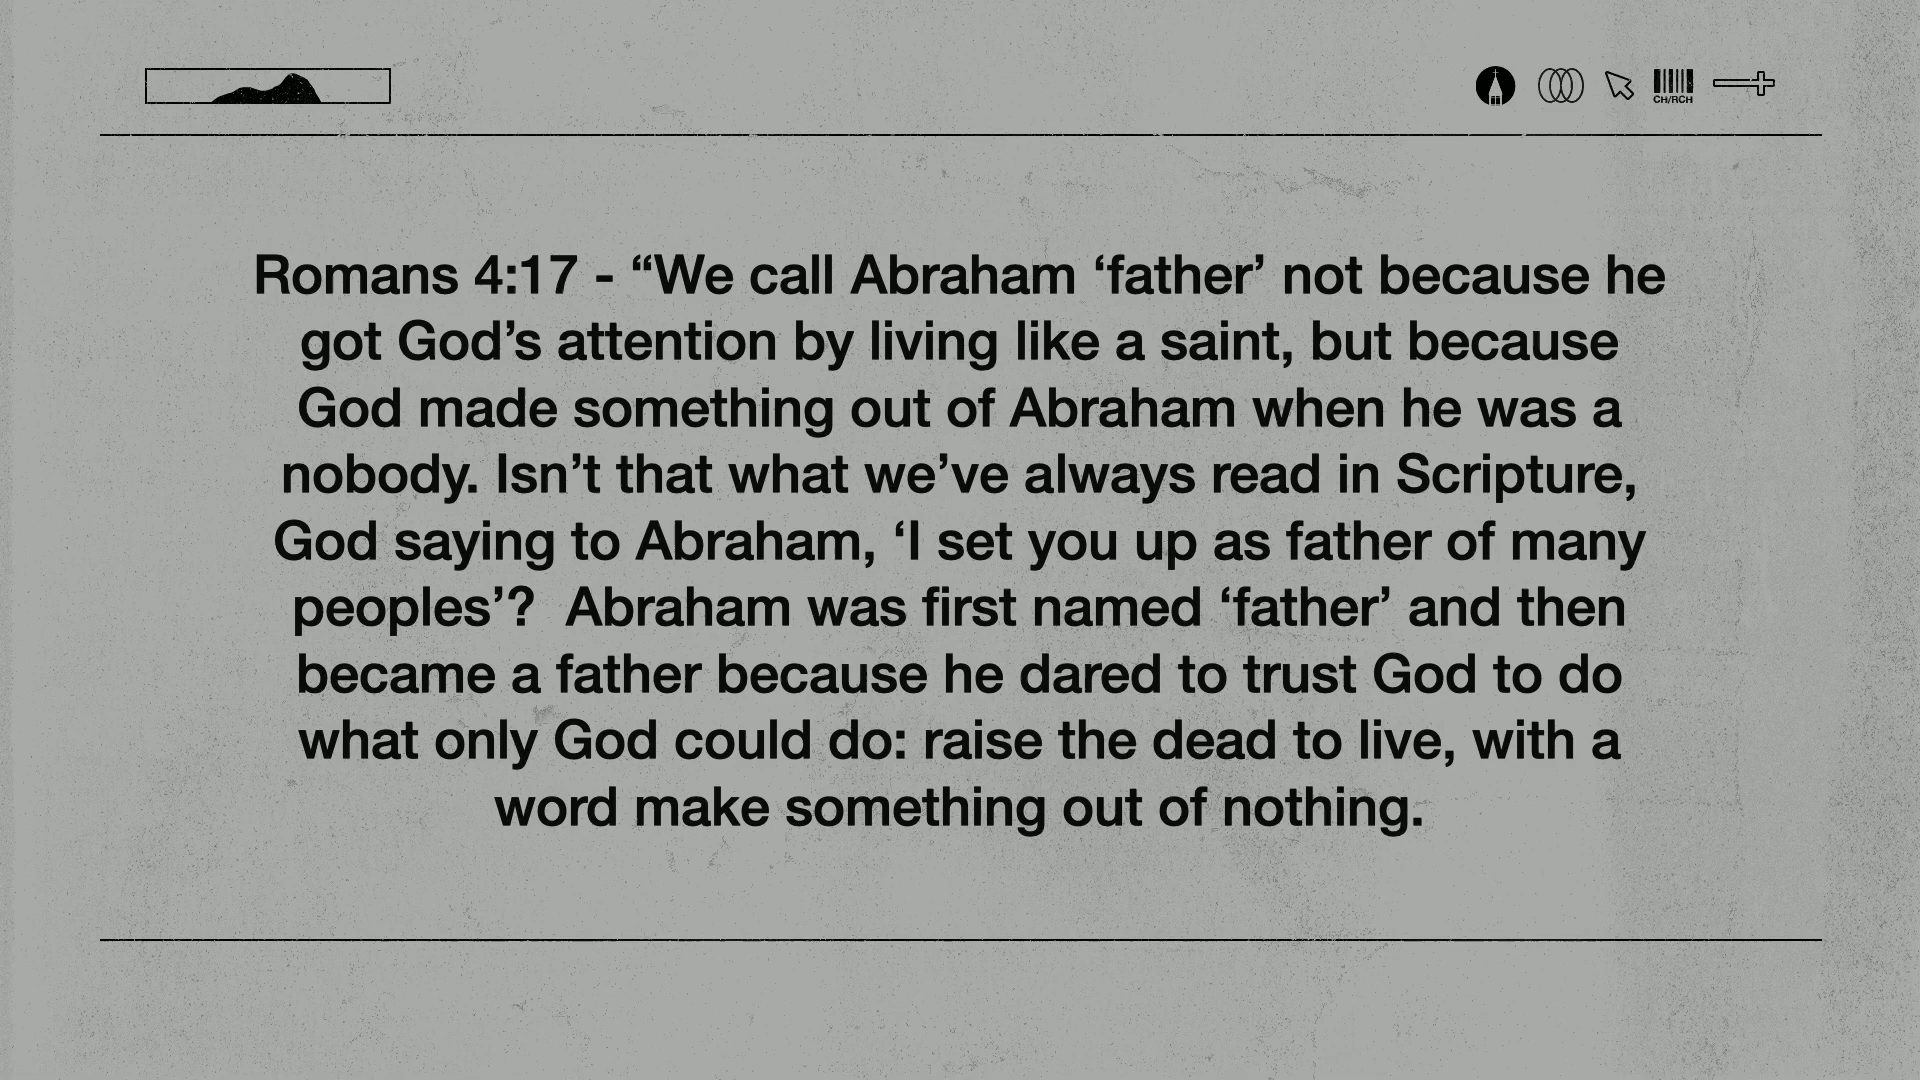 CH/RCH
Romans 4:17 - “We call Abraham ‘father’ not because he
got God’s attention by living like a saint, but because
God made something out of Abraham when he was a
nobody. Isn’t that what we’ve always read in Scripture,
God saying to Abraham, ‘I set you up as father of many
peoples’?  Abraham was first named ‘father’ and then
became a father because he dared to trust God to do
what only God could do: raise the dead to live, with a
word make something out of nothing.